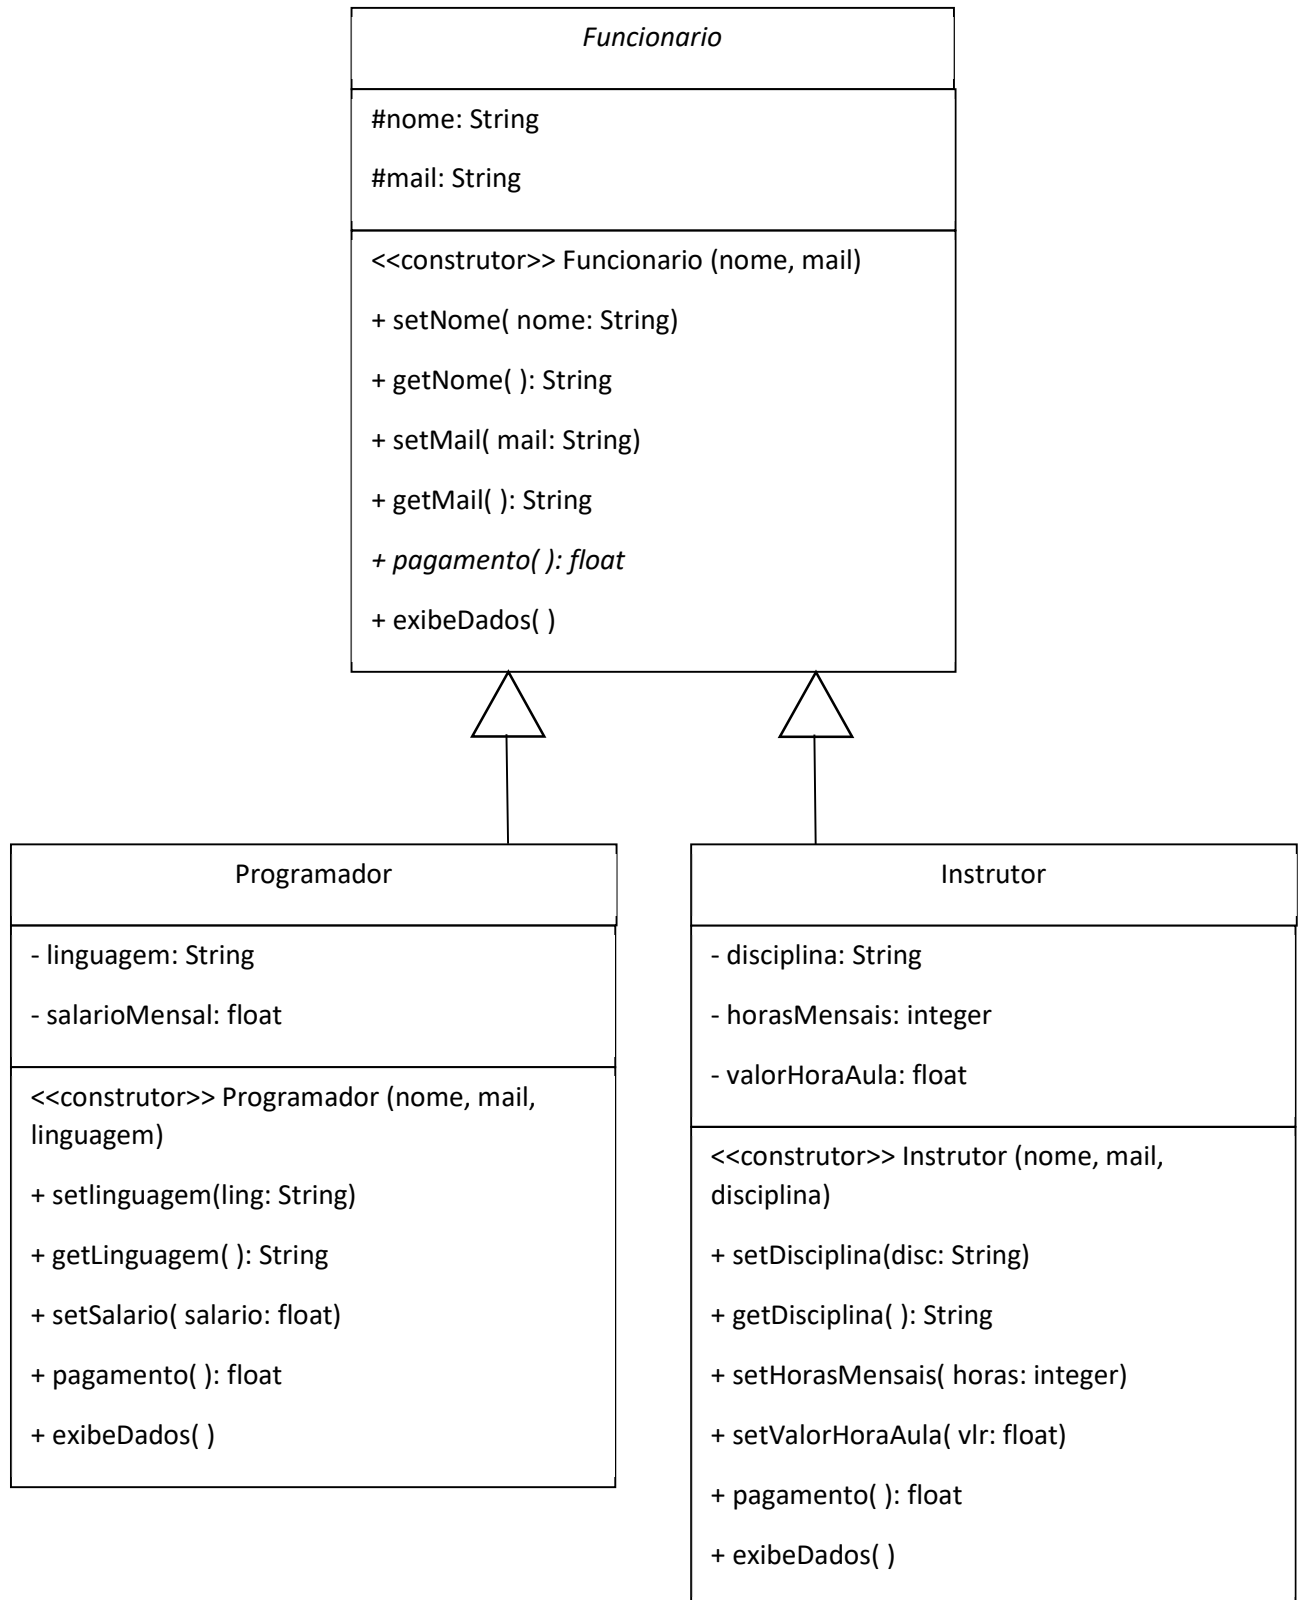 Funcionario
#nome: String
#mail: String
<<construtor>> Funcionario (nome, mail)
+ setNome( nome: String)
+ getNome( ): String
+ setMail( mail: String)
+ getMail( ): String
+ pagamento( ): float
+ exibeDados( )
Programador
- linguagem: String
- salarioMensal: float
<<construtor>> Programador (nome, mail,
linguagem)
+ setlinguagem(ling: String)
+ getLinguagem( ): String
+ setSalario( salario: float)
+ pagamento( ): float
+ exibeDados( )
Instrutor
- disciplina: String
- horasMensais: integer
- valorHoraAula: float
<<construtor>> Instrutor (nome, mail,
disciplina)
+ setDisciplina(disc: String)
+ getDisciplina( ): String
+ setHorasMensais( horas: integer)
+ setValorHoraAula( vlr: float)
+ pagamento( ): float
+ exibeDados( )